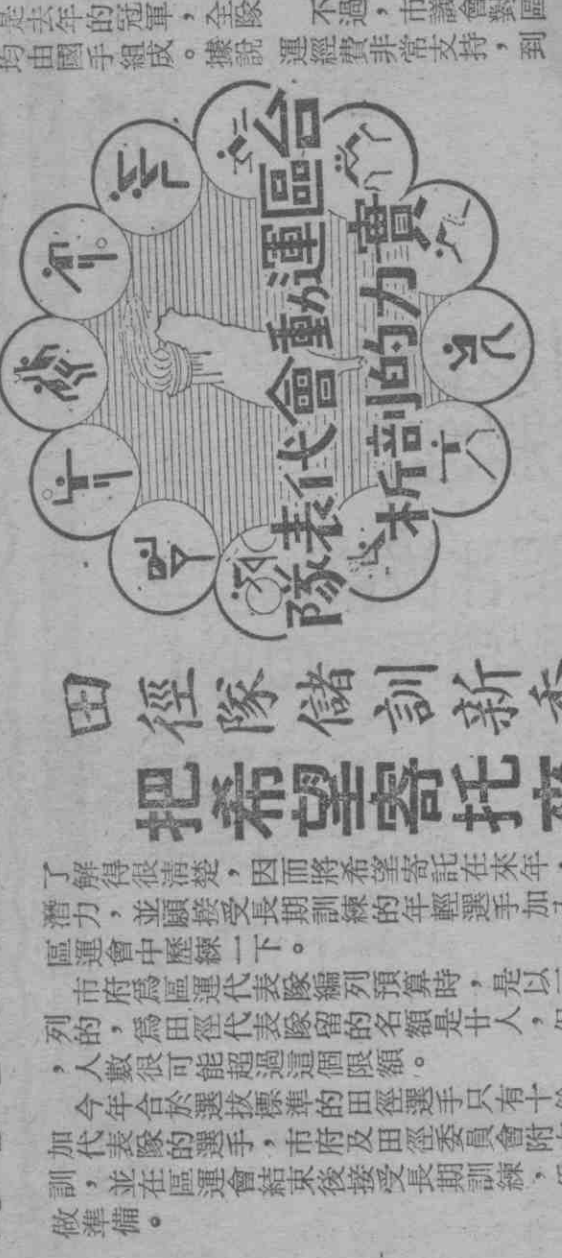 是去年的冠軍，全隊
均由國手組成。據說
不過，市議會對區
運經費非常支持，到
區運動會代表隊
實力的剖析
田徑隊儲訓新
把希望寄托
了解得很清楚，因而將希望寄託在來年，
潛力，並願接受長期訓練的年輕選手加
區運會中歷練一下。
市府為區運代表隊編列預算時，是以
列的，為田徑代表隊留的名額是廿人，
，人數很可能超過這個限額。
今年合於選拔標準的田徑選手只有十
加代表隊的選手，市府及田徑委員會附
訓，並在區運會結束後接受長期訓練，
做準備。